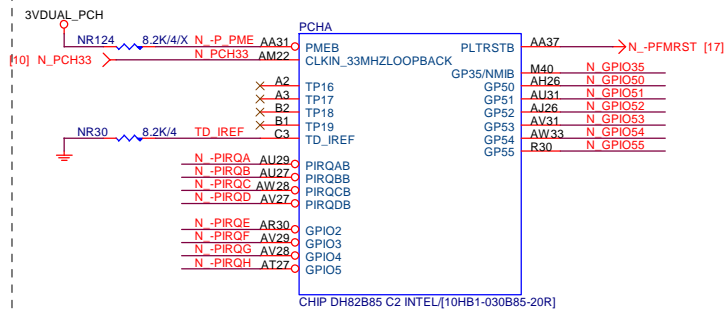 3VDUAL_PCH
PCHA
NR124 8.2K/4/X N_-P_PME AA31 PMEB PLTRSTB AA37 N_-PFMRST [17]
[10] N_PCH33 N_PCH33 AM22 CLKIN_33MHZLOOPBACK
GP35/NMIB M40 N_GPIO35
A2 TP16 GP50 AH26 N_GPIO50
A3 TP17 GP51 AU31 N_GPIO51
B2 TP18 GP52 AJ26 N_GPIO52
B1 TP19 GP53 AV31 N_GPIO53
NR30 8.2K/4 TD_IREF C3 TD_IREF GP54 AW33 N_GPIO54
GP55 R30 N_GPIO55
N_-PIRQA AU29 PIRQAB
N_-PIRQB AU27 PIRQBB
N_-PIRQC AW28 PIRQCB
N_-PIRQD AV27 PIRQDB
N_-PIRQE AR30 GPIO2
N_-PIRQF AV29 GPIO3
N_-PIRQG AV28 GPIO4
N_-PIRQH AT27 GPIO5
CHIP DH82B85 C2 INTEL/[10HB1-030B85-20R]